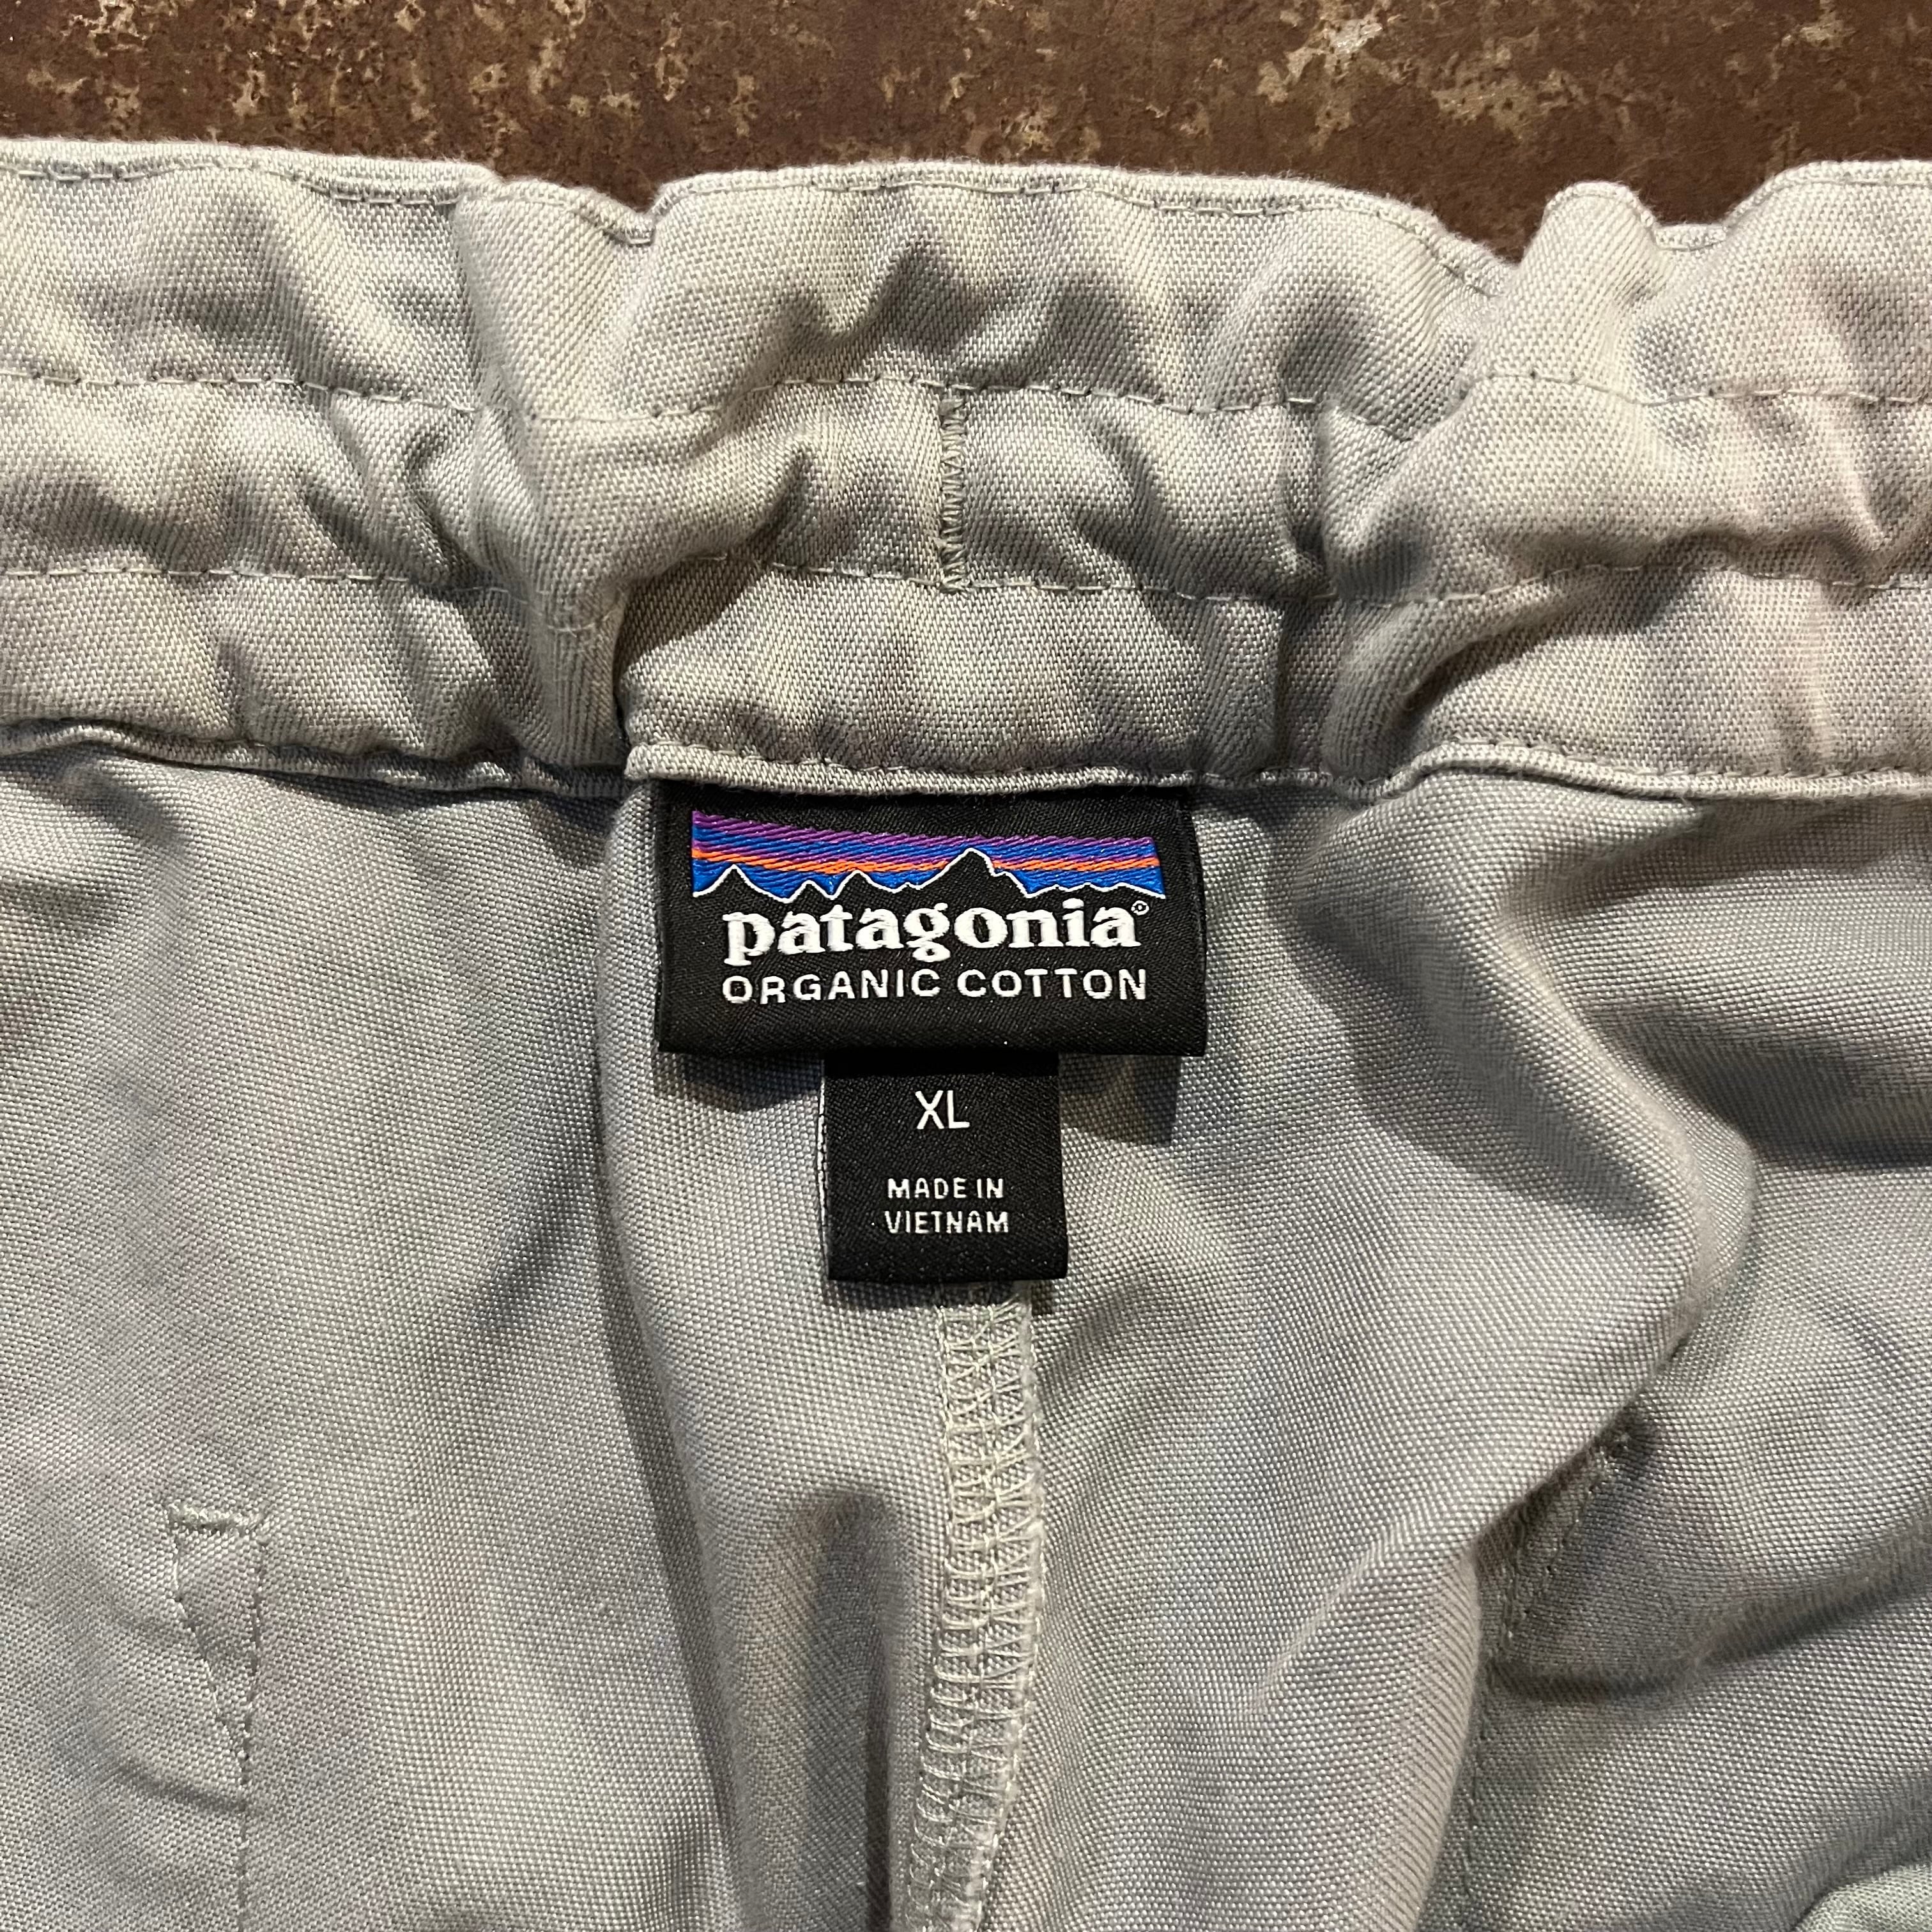 patagonia®
ORGANIC COTTON
XL
MADE IN
VIETNAM